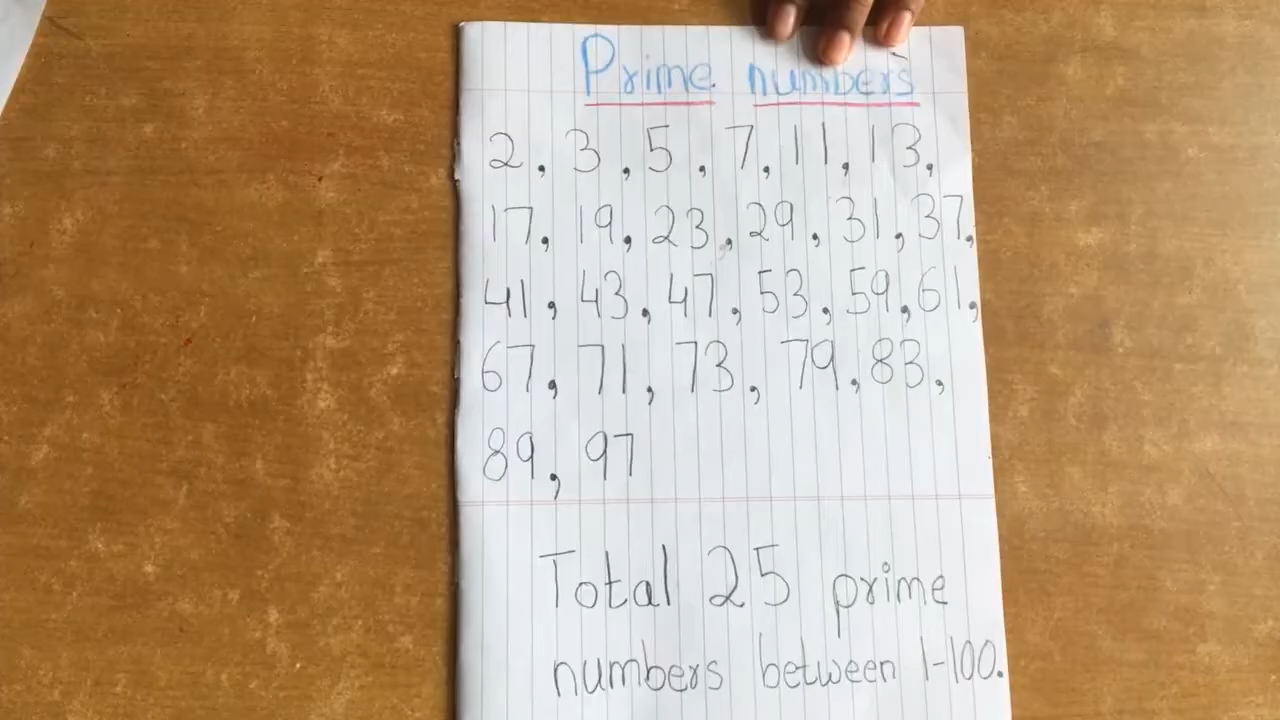 Prime numbers
2, 3, 5, 7, 11, 13,
17, 19, 23, 29, 31, 37,
41, 43, 47, 53, 59, 61,
67, 71, 73, 79, 83,
89, 97
Total 25 prime
numbers between 1-100.